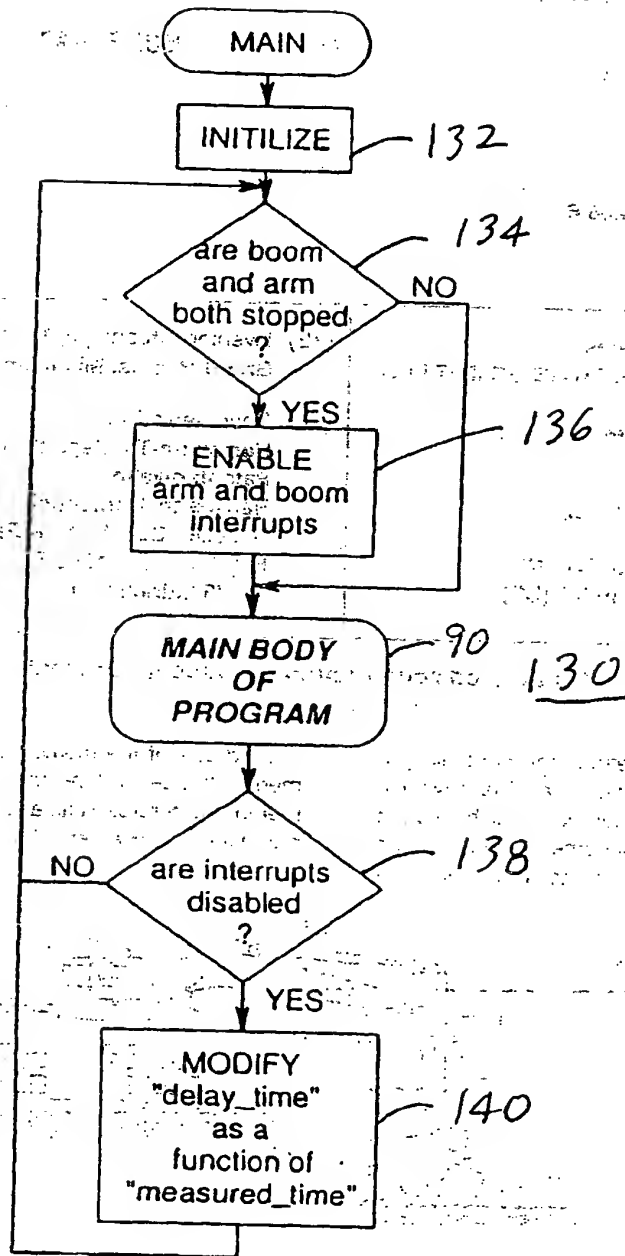 MAIN
INITILIZE
132
are boom
and arm
both stopped
?
134
NO
YES
ENABLE
arm and boom
interrupts
136
MAIN BODY
OF
PROGRAM
90
130
are interrupts
disabled
?
138
NO
YES
MODIFY
"delay_time"
as a
function of
"measured_time"
140